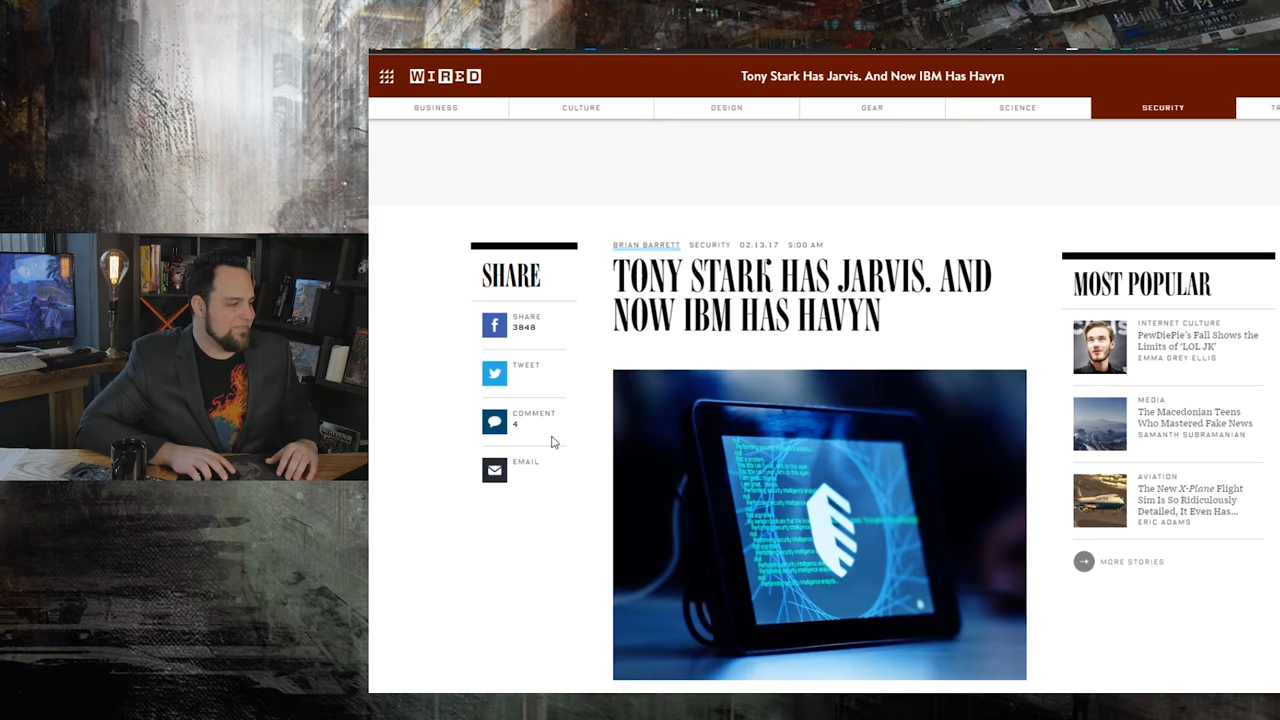 WIRED
Tony Stark Has Jarvis. And Now IBM Has Havyn
BUSINESS
CULTURE
DESIGN
GEAR
SCIENCE
SECURITY
BRIAN BARRETT SECURITY 02.13.17 5:00 AM
TONY STARK HAS JARVIS. AND
NOW IBM HAS HAVYN
SHARE
SHARE
3848
TWEET
COMMENT
4
EMAIL
MOST POPULAR
INTERNET CULTURE
PewDiePie's Fall Shows the
Limits of 'LOL JK'
EMMA GREY ELLIS
MEDIA
The Macedonian Teens
Who Mastered Fake News
SAMANTH SUBRAMANIAN
AVIATION
The New X-Plane Flight
Sim Is So Ridiculously
Detailed, It Even Has...
ERIC ADAMS
MORE STORIES